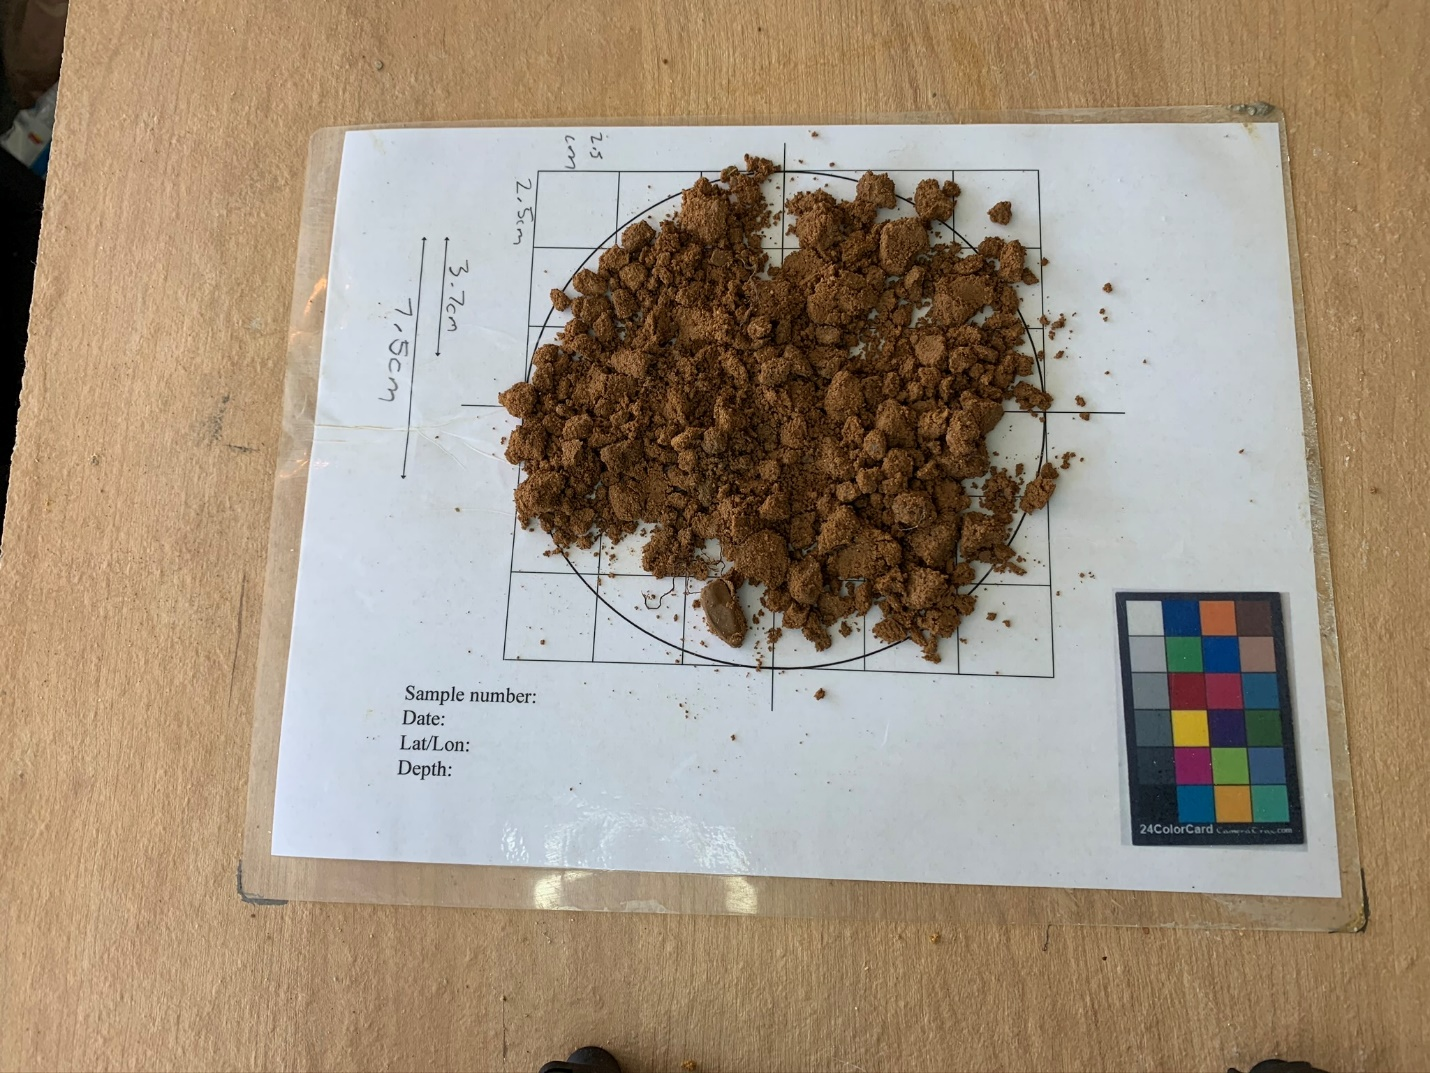 2.5
cm
2.5cm
3.7cm
7.5cm
Sample number:
Date:
Lat/Lon:
Depth:
24ColorCard